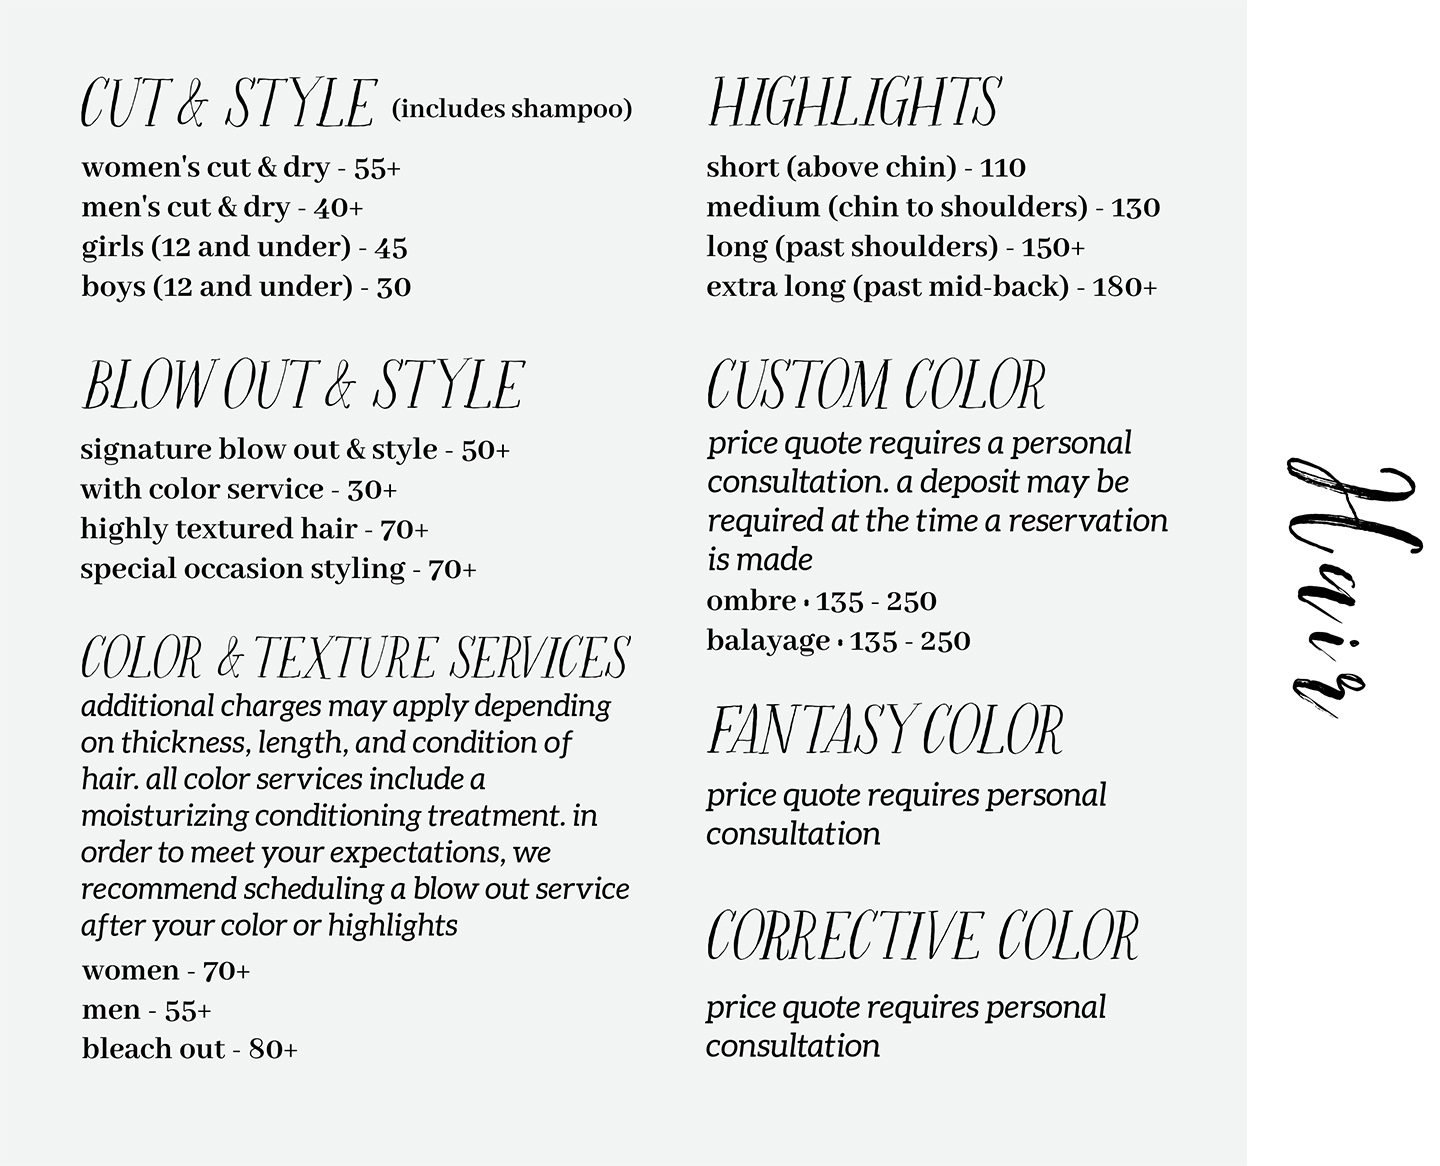 CUT & STYLE (includes shampoo)
women's cut & dry - 55+
men's cut & dry - 40+
girls (12 and under) - 45
boys (12 and under) - 30
BLOW OUT & STYLE
signature blow out & style - 50+
with color service - 30+
highly textured hair - 70+
special occasion styling - 70+
COLOR & TEXTURE SERVICES
additional charges may apply depending
on thickness, length, and condition of
hair. all color services include a
moisturizing conditioning treatment. in
order to meet your expectations, we
recommend scheduling a blow out service
after your color or highlights
women - 70+
men - 55+
bleach out - 80+
HIGHLIGHTS
short (above chin) - 110
medium (chin to shoulders) - 130
long (past shoulders) - 150+
extra long (past mid-back) - 180+
CUSTOM COLOR
price quote requires a personal
consultation. a deposit may be
required at the time a reservation
is made
ombre • 135 - 250
balayage • 135 - 250
FANTASY COLOR
price quote requires personal
consultation
CORRECTIVE COLOR
price quote requires personal
consultation
Hair